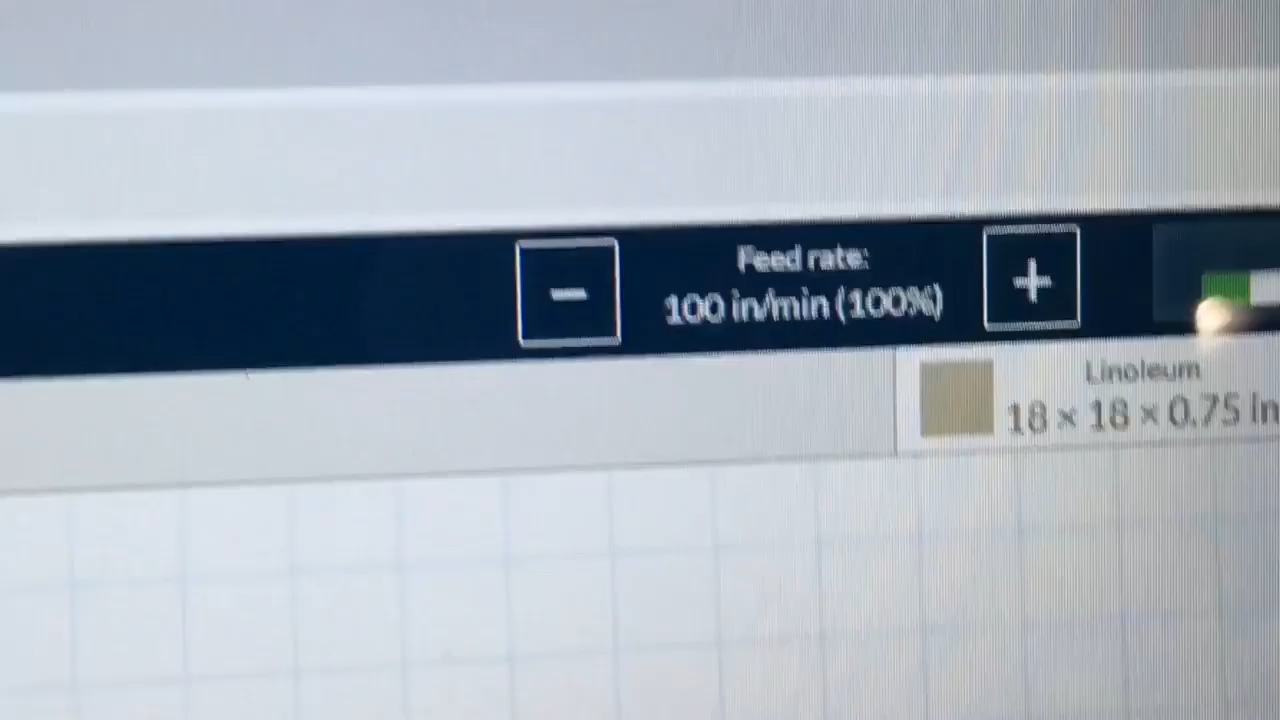 Feed rate:
100 in/min (100%)
Linoleum
18 × 18 × 0.75 in